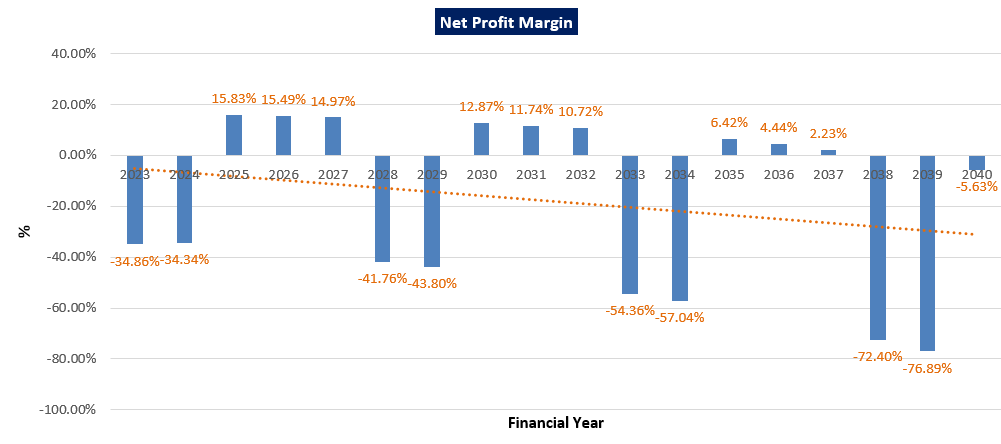 Net Profit Margin
40.00%
20.00%
0.00%
-20.00%
-40.00%
-60.00%
-80.00%
-100.00%
%
15.83% 15.49% 14.97% 12.87% 11.74% 10.72% 6.42% 4.44% 2.23%
2023 2024 2025 2026 2027 2028 2029 2030 2031 2032 2033 2034 2035 2036 2037 2038 2039 2040
-5.63%
-34.86% -34.34% -41.76% -43.80%
-54.36% -57.04%
-72.40% -76.89%
Financial Year